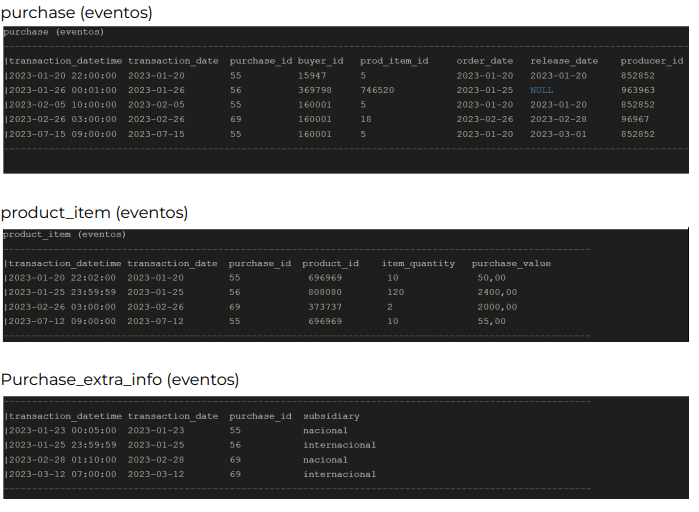 purchase (eventos)
purchase (eventos)
|transaction_datetime transaction_date purchase_id buyer_id prod_item_id order_date release_date producer_id
|2023-01-20 22:00:00 2023-01-20 55 15947 5 2023-01-20 2023-01-20 852852
|2023-01-26 00:01:00 2023-01-26 56 369798 746520 2023-01-25 NULL 963963
|2023-02-05 10:00:00 2023-02-05 55 160001 5 2023-01-20 2023-01-20 852852
|2023-02-26 03:00:00 2023-02-26 69 160001 18 2023-02-26 2023-02-28 96967
|2023-07-15 09:00:00 2023-07-15 55 160001 5 2023-01-20 2023-03-01 852852
product_item (eventos)
product_item (eventos)
|transaction_datetime transaction_date purchase_id product_id item_quantity purchase_value
|2023-01-20 22:02:00 2023-01-20 55 696969 10 50,00
|2023-01-25 23:59:59 2023-01-25 56 808080 120 2400,00
|2023-02-26 03:00:00 2023-02-26 69 373737 2 2000,00
|2023-07-12 09:00:00 2023-07-12 55 696969 10 55,00
Purchase_extra_info (eventos)
|transaction_datetime transaction_date purchase_id subsidiary
|2023-01-23 00:05:00 2023-01-23 55 nacional
|2023-01-25 23:59:59 2023-01-25 56 internacional
|2023-02-28 01:10:00 2023-02-28 69 nacional
|2023-03-12 07:00:00 2023-03-12 69 internacional